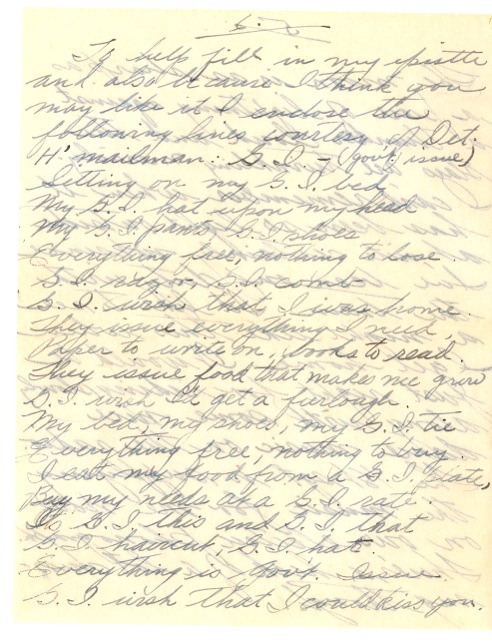 To help fill in my epistle
and also because I think you
may like it I enclose the
following lines courtesy of Det.
"H" mailman: G.I. – (govt. issue)
Sitting on my G.I. bed
My G.I. hat upon my head
My G.I. pants, G.I. shoes
Everything free, nothing to lose.
G.I. razor, G.I. comb
G.I. wish that I was home.
They issue everything I need,
Paper to write on, books to read.
They issue food that makes me grow
G.I. wish I'd get a furlough.
My bed, my shoes, my G.I. tie
Everything free, nothing to buy.
I eat my food from a G.I. plate,
Buy my needs at a G.I. rate.
It's G.I. this and G.I. that
G.I. haircut, G.I. hat.
Everything is Govt. Issue.
G.I. wish that I could kiss you.